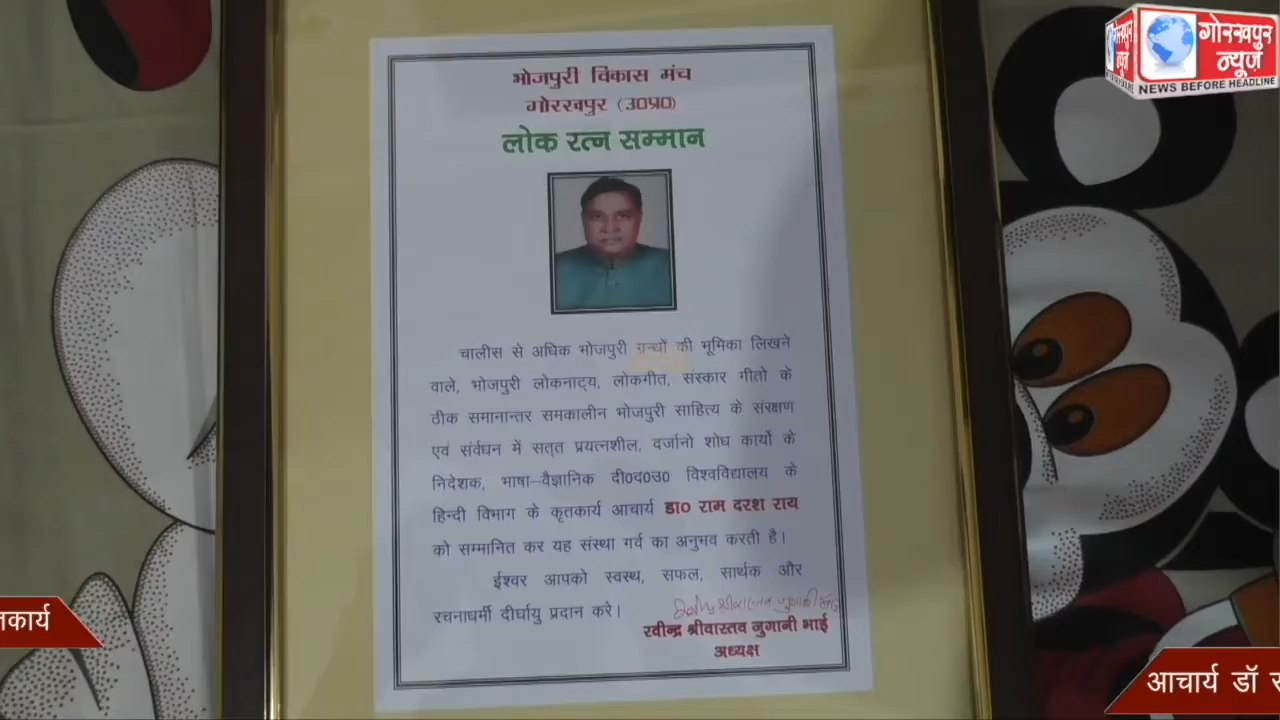 भोजपुरी विकास मंच
गोरखपुर (उ0प्र0)
लोक रत्न सम्मान
चालीस से अधिक भोजपुरी ग्रन्थों की भूमिका लिखने
वाले, भोजपुरी लोकनाट्य, लोकगीत, संस्कार गीतो के
ठीक समानान्तर समकालीन भोजपुरी साहित्य के संरक्षण
एवं संर्वधन में सत्‌त प्रयत्नशील, दर्जानो शोध कार्यो के
निदेशक, भाषा–वैज्ञानिक दी0द0उ0 विश्वविद्यालय के
हिन्दी विभाग के कृतकार्य आचार्य डा0 राम दरश राय
को सम्मानित कर यह संस्था गर्व का अनुभव करती है।
ईश्वर आपको स्वस्थ, सफल, सार्थक और
रचनाधर्मी दीर्घायु प्रदान करे।
रवीन्द्र श्रीवास्तव जुगानी भाई
अध्यक्ष
गोरखपुर
न्यूज़
NEWS BEFORE HEADLINE
आचार्य डॉ